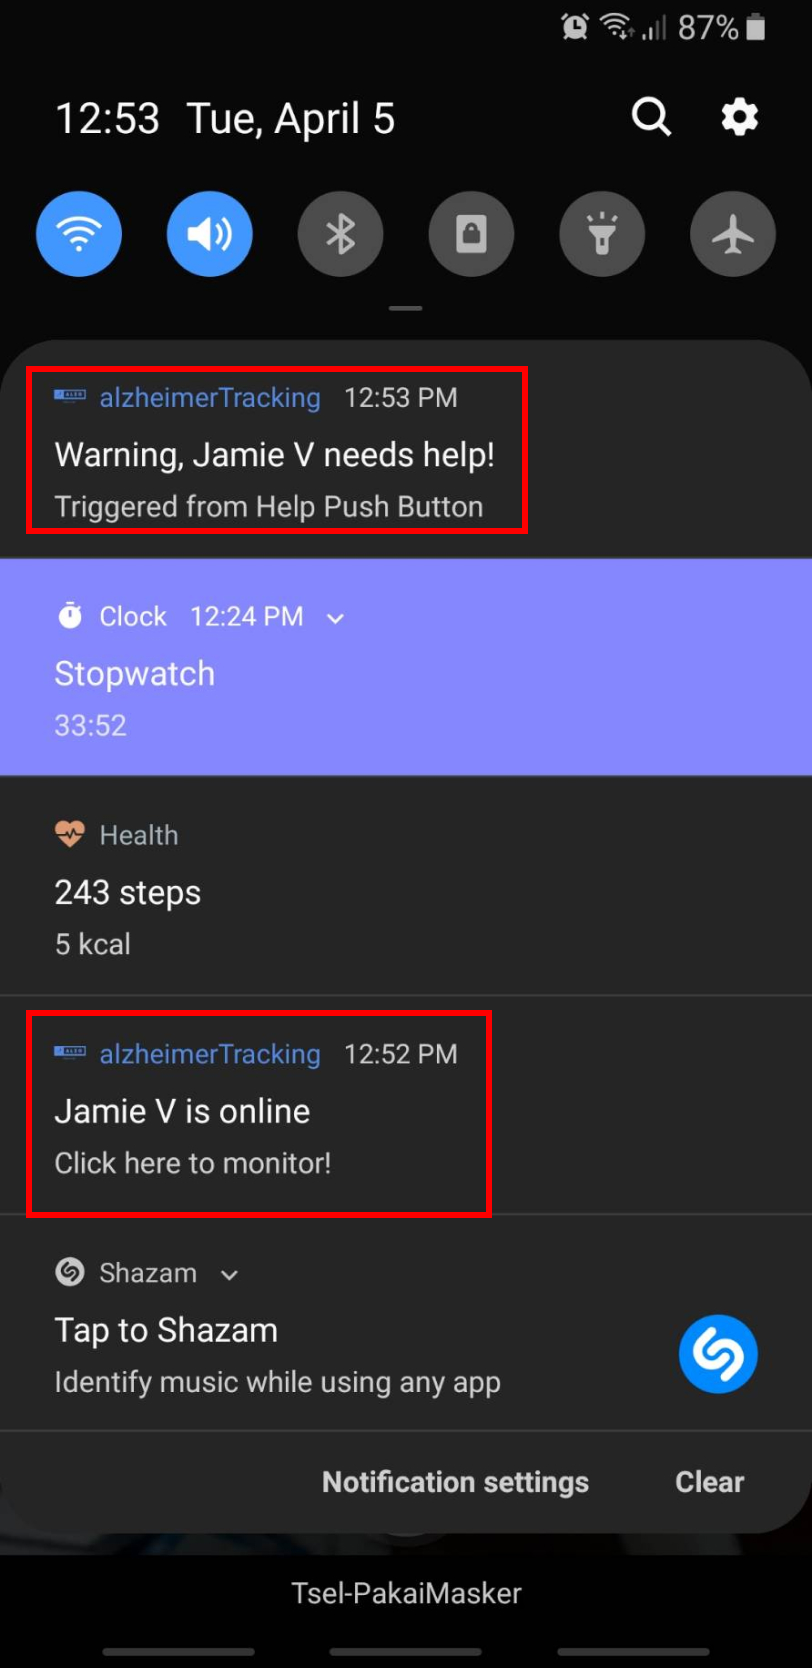 87%
12:53 Tue, April 5
alzheimerTracking 12:53 PM
Warning, Jamie V needs help!
Triggered from Help Push Button
Clock 12:24 PM
Stopwatch
33:52
Health
243 steps
5 kcal
alzheimerTracking 12:52 PM
Jamie V is online
Click here to monitor!
Shazam
Tap to Shazam
Identify music while using any app
Notification settings Clear
Tsel-PakaiMasker